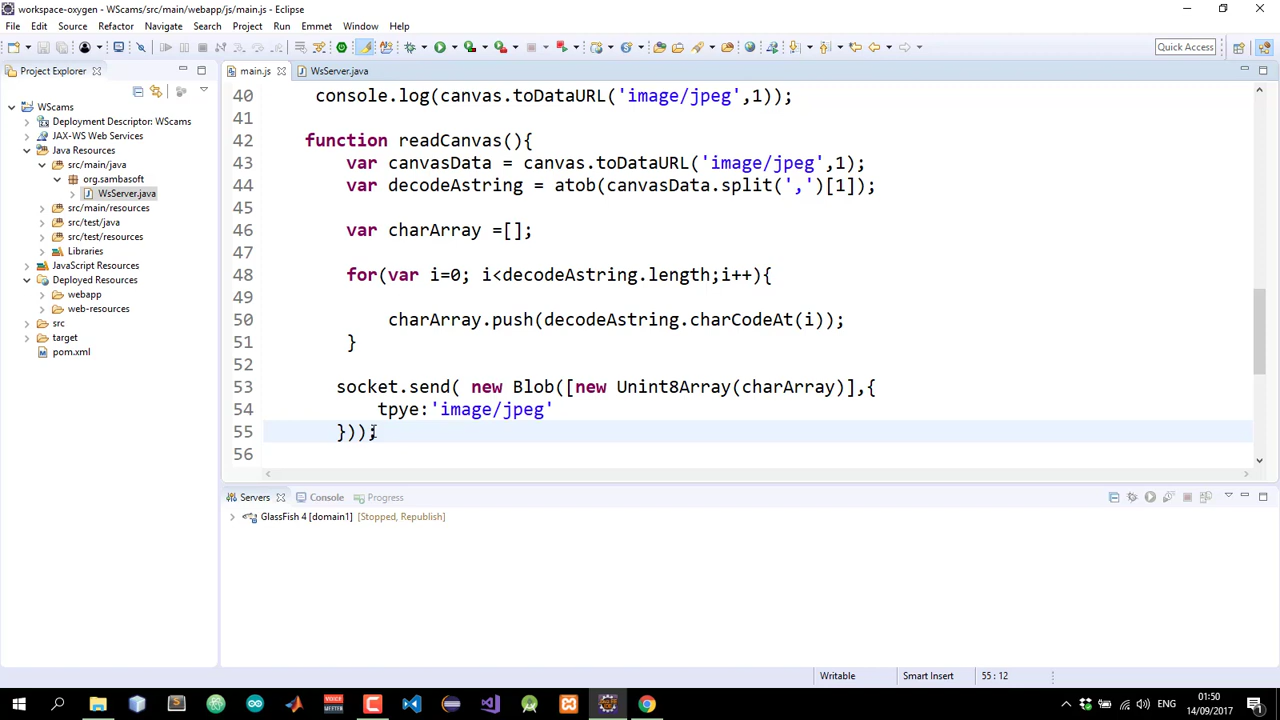 workspace-oxygen - WScams/src/main/webapp/js/main.js - Eclipse
File Edit Source Refactor Navigate Search Project Run Emmet Window Help
Quick Access
Project Explorer
main.js WsServer.java
WScams
Deployment Descriptor: WScams
JAX-WS Web Services
Java Resources
src/main/java
org.sambasoft
WsServer.java
src/main/resources
src/test/java
src/test/resources
Libraries
JavaScript Resources
Deployed Resources
webapp
web-resources
src
target
pom.xml
40 console.log(canvas.toDataURL('image/jpeg',1));
41
42 function readCanvas(){
43 var canvasData = canvas.toDataURL('image/jpeg',1);
44 var decodeAstring = atob(canvasData.split(',')[1]);
45
46 var charArray =[];
47
48 for(var i=0; i<decodeAstring.length;i++){
49
50 charArray.push(decodeAstring.charCodeAt(i));
51 }
52
53 socket.send( new Blob([new Unint8Array(charArray)],{
54 tpye:'image/jpeg'
55 }));
56
Servers Console Progress
GlassFish 4 [domain1] [Stopped, Republish]
Writable Smart Insert 55 : 12
VOICE MEETER
ENG
01:50
14/09/2017